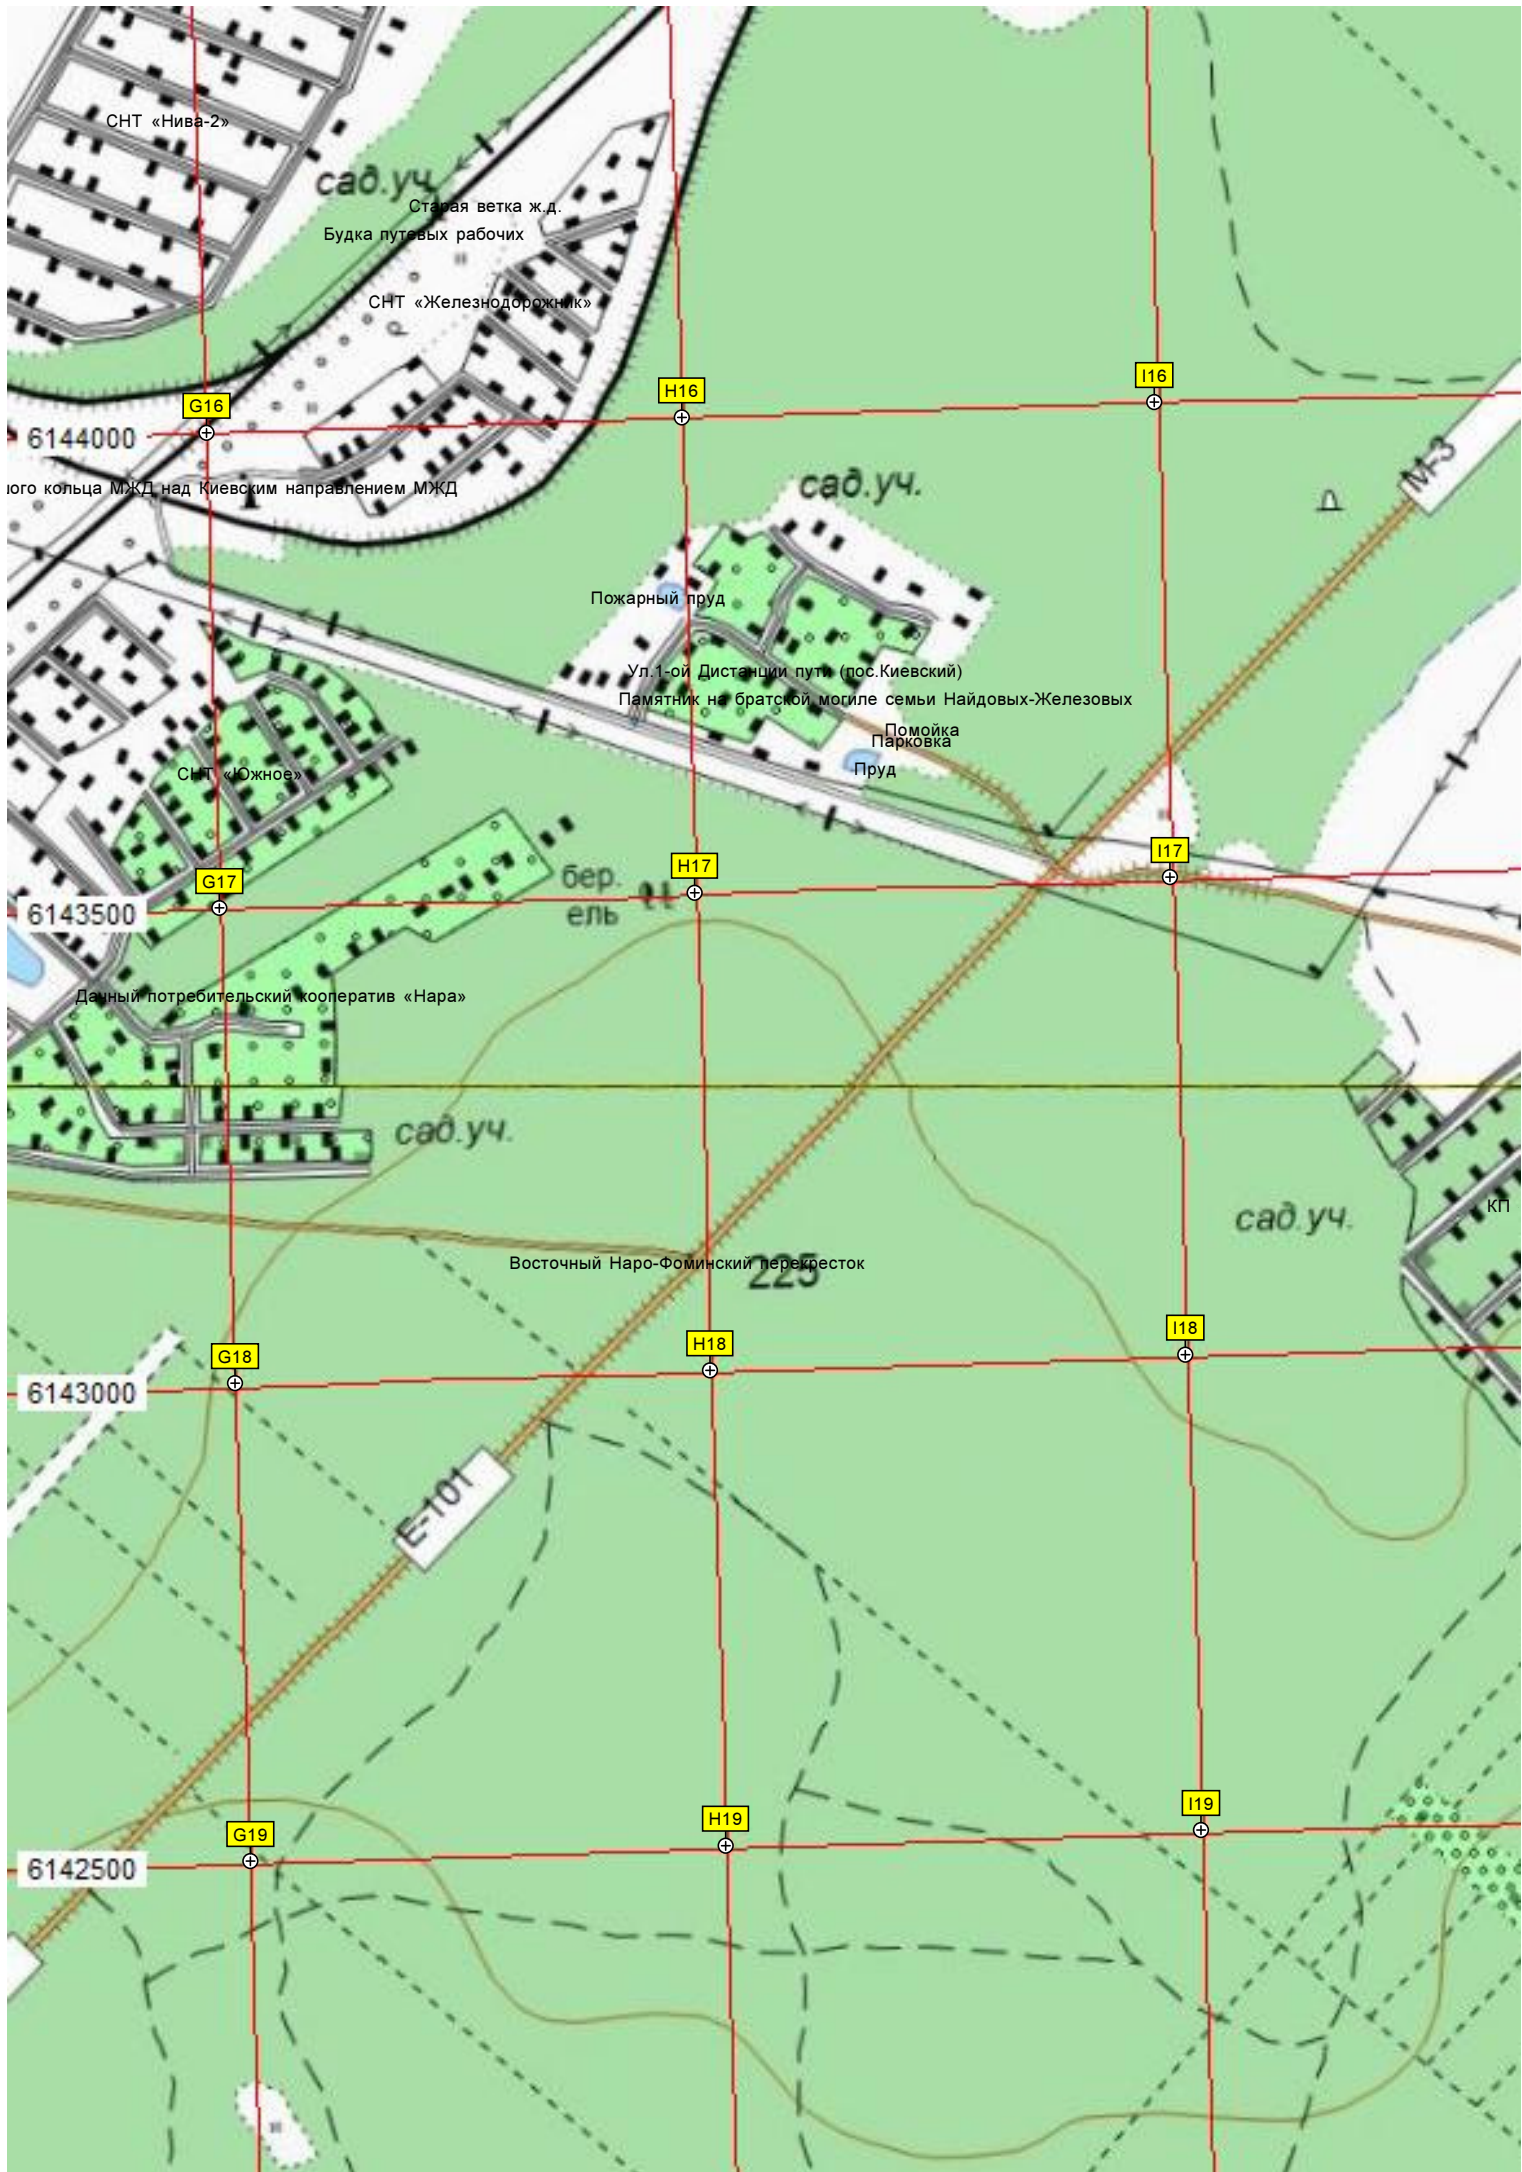 СНТ «Нива-2»
сад.уч.
Старая ветка ж.д.
Будка путевых рабочих
СНТ «Железнодорожник»
I16
H16
G16
6144000
М-3
сад.уч.
кольца МЖД над Киевским направлением МЖД
Пожарный пруд
Ул.1-ой Дистанции пути (пос.Киевский)
Памятник на братской могиле семьи Найдовых-Железовых
Помойка
Парковка
Пруд
СНТ «Южное»
I17
H17
G17
бер.
ель
6143500
Дачный потребительский кооператив «Нара»
сад.уч.
КП
сад.уч.
Восточный Наро-Фоминский перекресток
225
I18
H18
G18
6143000
Е-101
I19
H19
G19
6142500